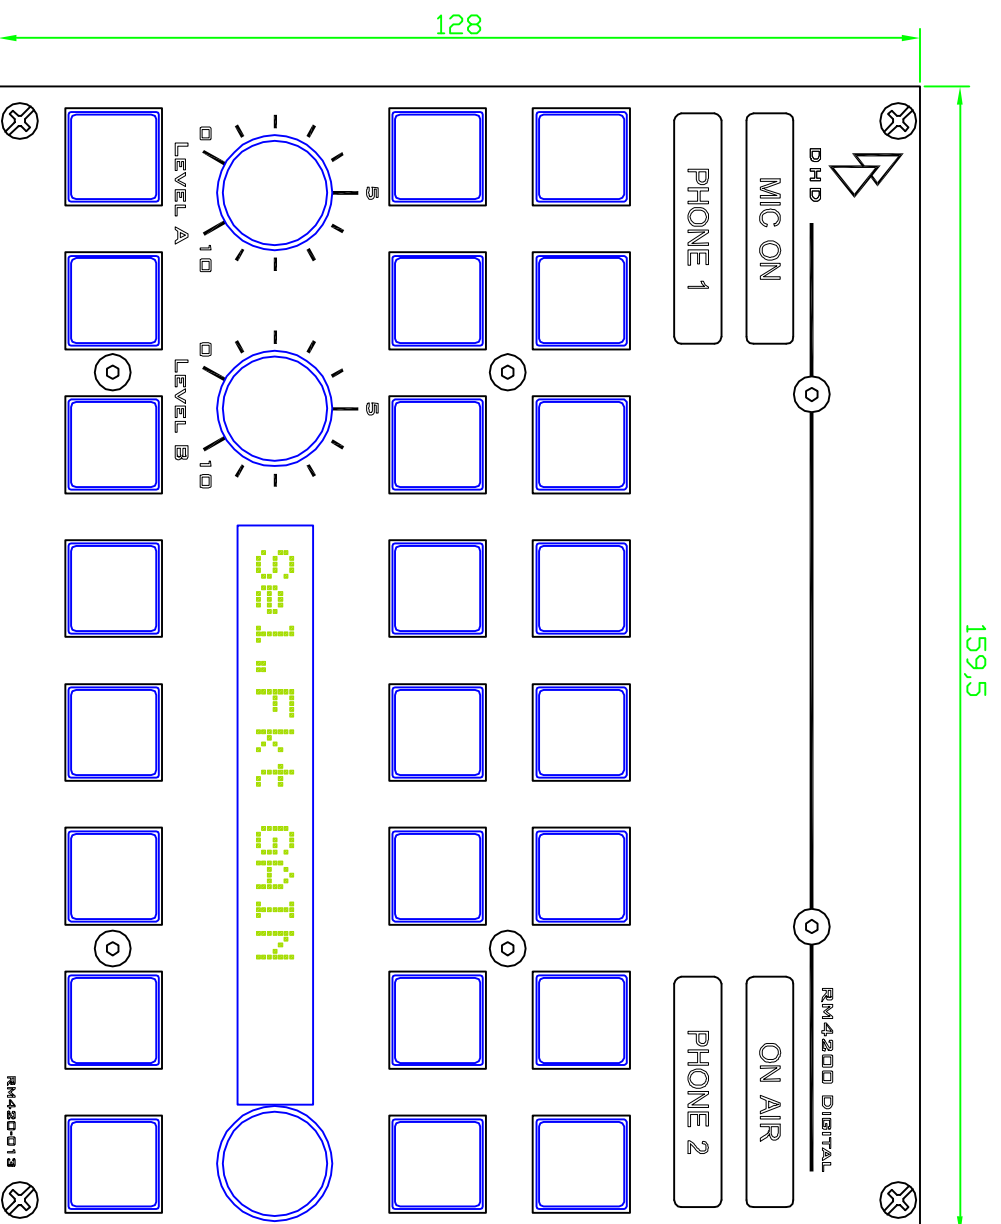 128
159,5
DHD
RM4200 DIGITAL
MIC ON
ON AIR
PHONE 1
PHONE 2
5
5
Sel.Fkt GAIN
0
10
0
10
LEVEL A
LEVEL B
RM420-013